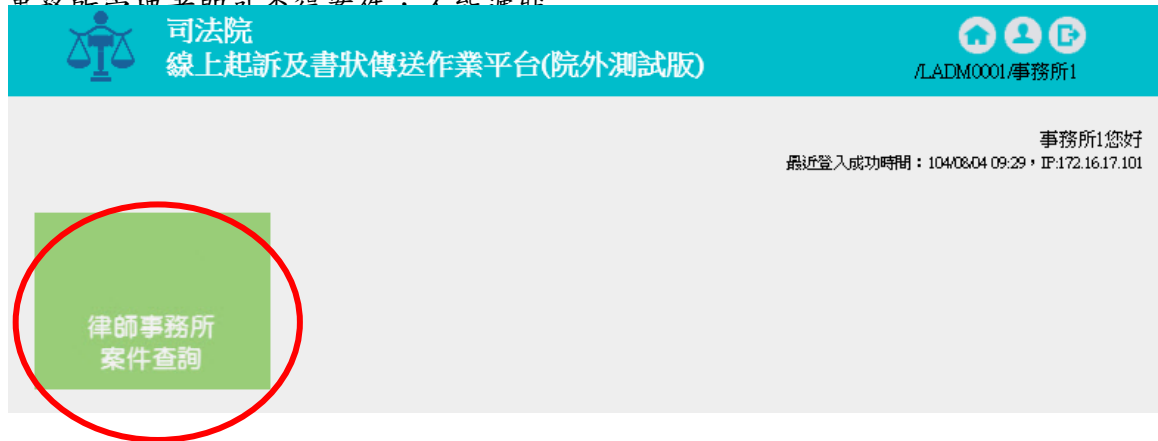 司法院
線上起訴及書狀傳送作業平台(院外測試版)
/LADM0001/事務所1
事務所1您好
最近登入成功時間：104/08/04 09:29，IP:172.16.17.101
律師事務所
案件查詢